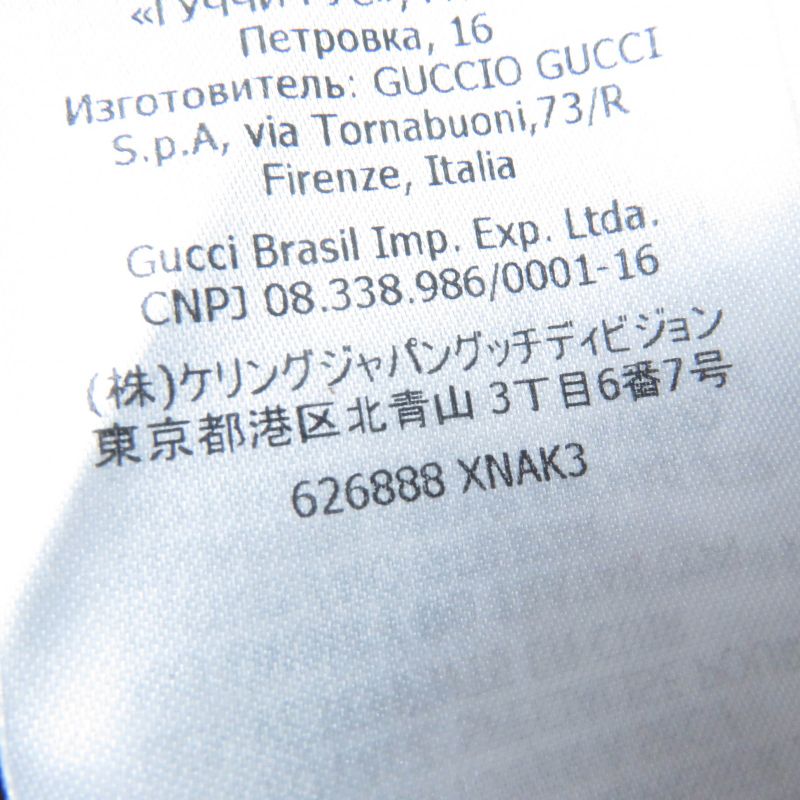 Петровка, 16
Изготовитель: GUCCIO GUCCI
S.p.A, via Tornabuoni,73/R
Firenze, Italia
Gucci Brasil Imp. Exp. Ltda.
CNPJ 08.338.986/0001-16
(株)ケリングジャパングッチディビジョン
東京都港区北青山 3丁目6番7号
626888 XNAK3